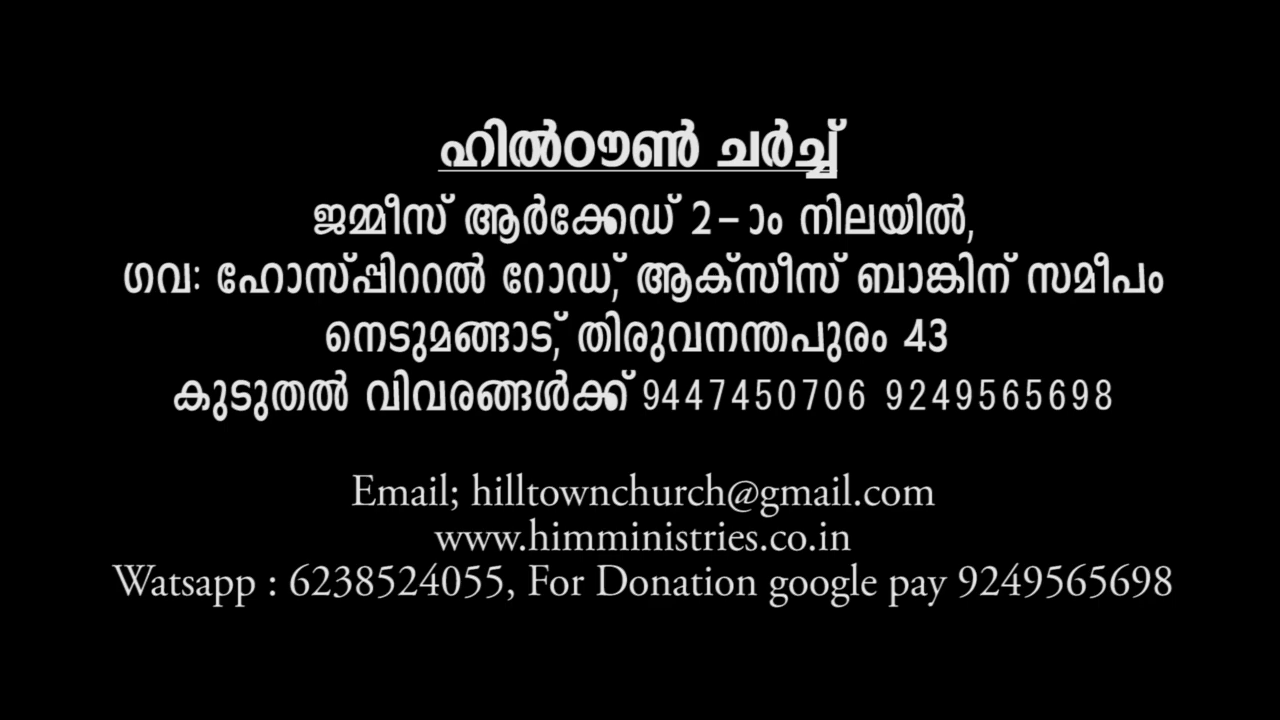 ഹിൽറൗൺ ചർച്ച്
ജമ്മീസ് ആർക്കേഡ് 2-ാം നിലയിൽ,
ഗവ: ഹോസ്പ്പിററൽ റോഡ്, ആക്സീസ് ബാങ്കിന് സമീപം
നെടുമങ്ങാട്, തിരുവനന്തപുരം 43
കുടുതൽ വിവരങ്ങൾക്ക് 9447450706 9249565698
Email; hilltownchurch@gmail.com
www.himministries.co.in
Watsapp : 6238524055, For Donation google pay 9249565698